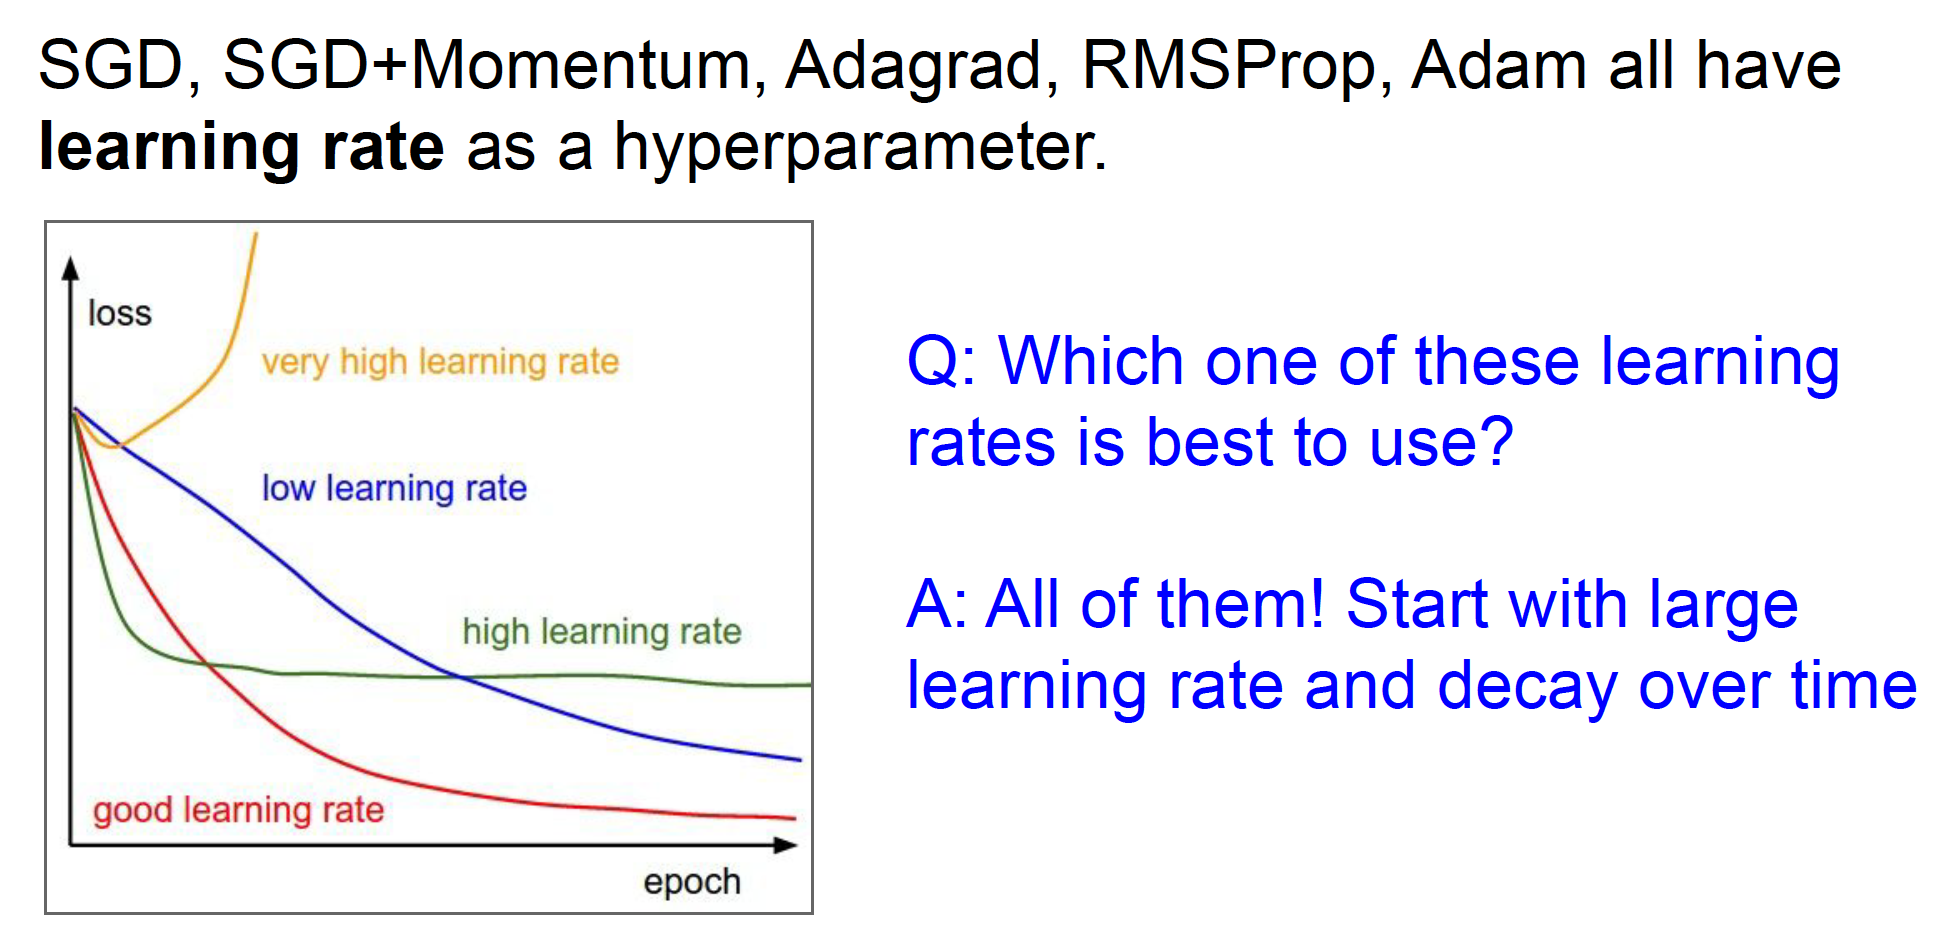 SGD, SGD+Momentum, Adagrad, RMSProp, Adam all have
learning rate as a hyperparameter.
loss
very high learning rate
low learning rate
high learning rate
good learning rate
epoch
Q: Which one of these learning
rates is best to use?
A: All of them! Start with large
learning rate and decay over time